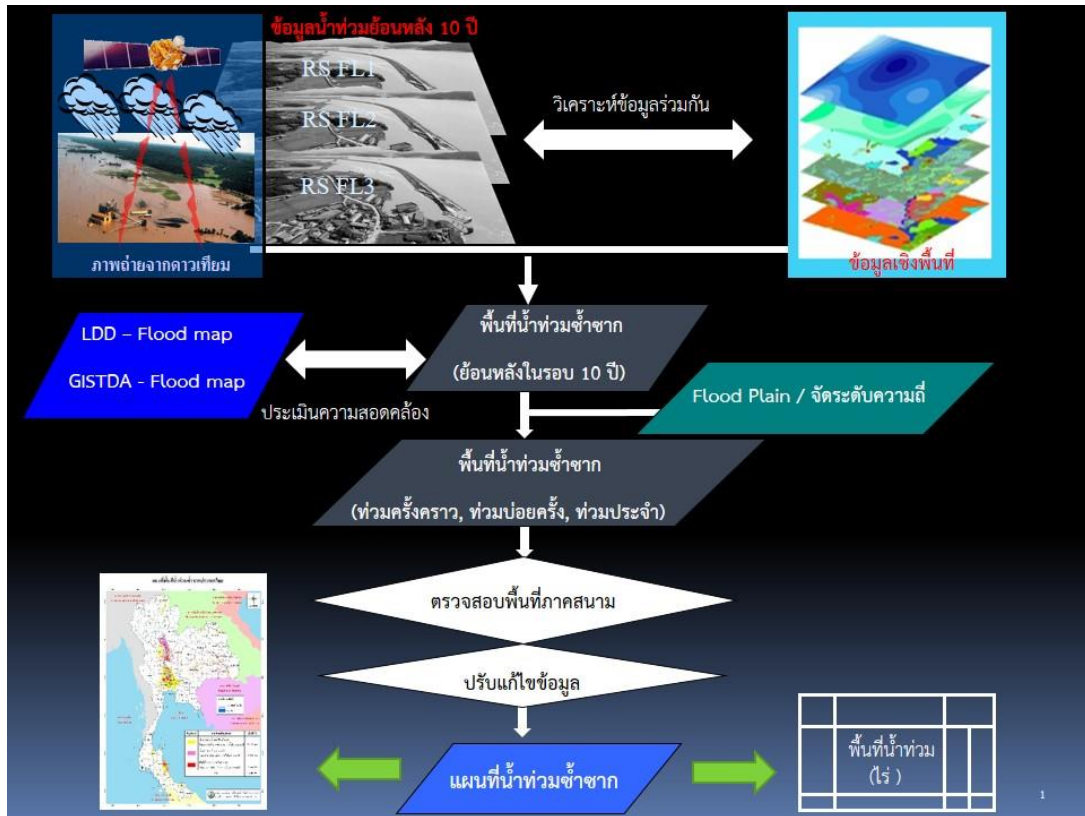 ข้อมูลน้ำท่วมย้อนหลัง 10 ปี
RS FL1
RS FL2
RS FL3
ภาพถ่ายจากดาวเทียม
วิเคราะห์ข้อมูลร่วมกัน
ข้อมูลเชิงพื้นที่
LDD – Flood map
GISTDA - Flood map
พื้นที่น้ำท่วมซ้ำซาก
(ย้อนหลังในรอบ 10 ปี)
ประเมินความสอดคล้อง
Flood Plain / จัดระดับความถี่
พื้นที่น้ำท่วมซ้ำซาก
(ท่วมครั้งคราว, ท่วมบ่อยครั้ง, ท่วมประจำ)
ตรวจสอบพื้นที่ภาคสนาม
ปรับแก้ไขข้อมูล
แผนที่น้ำท่วมซ้ำซาก
พื้นที่น้ำท่วม
(ไร่ )
1